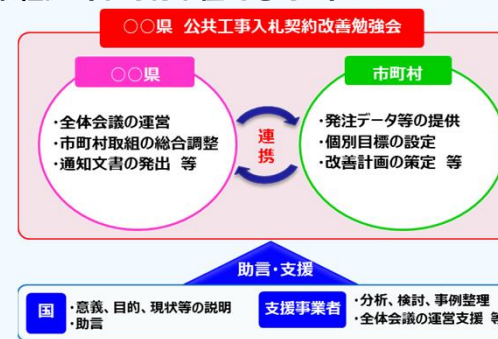 ○○県 公共工事入札契約改善勉強会
○○県
・全体会議の運営
・市町村取組の総合調整
・通知文書の発出 等
連携
市町村
・発注データ等の提供
・個別目標の設定
・改善計画の策定 等
助言・支援
国
・意義、目的、現状等の説明
・助言
支援事業者
・分析、検討、事例整理
・全体会議の運営支援 等